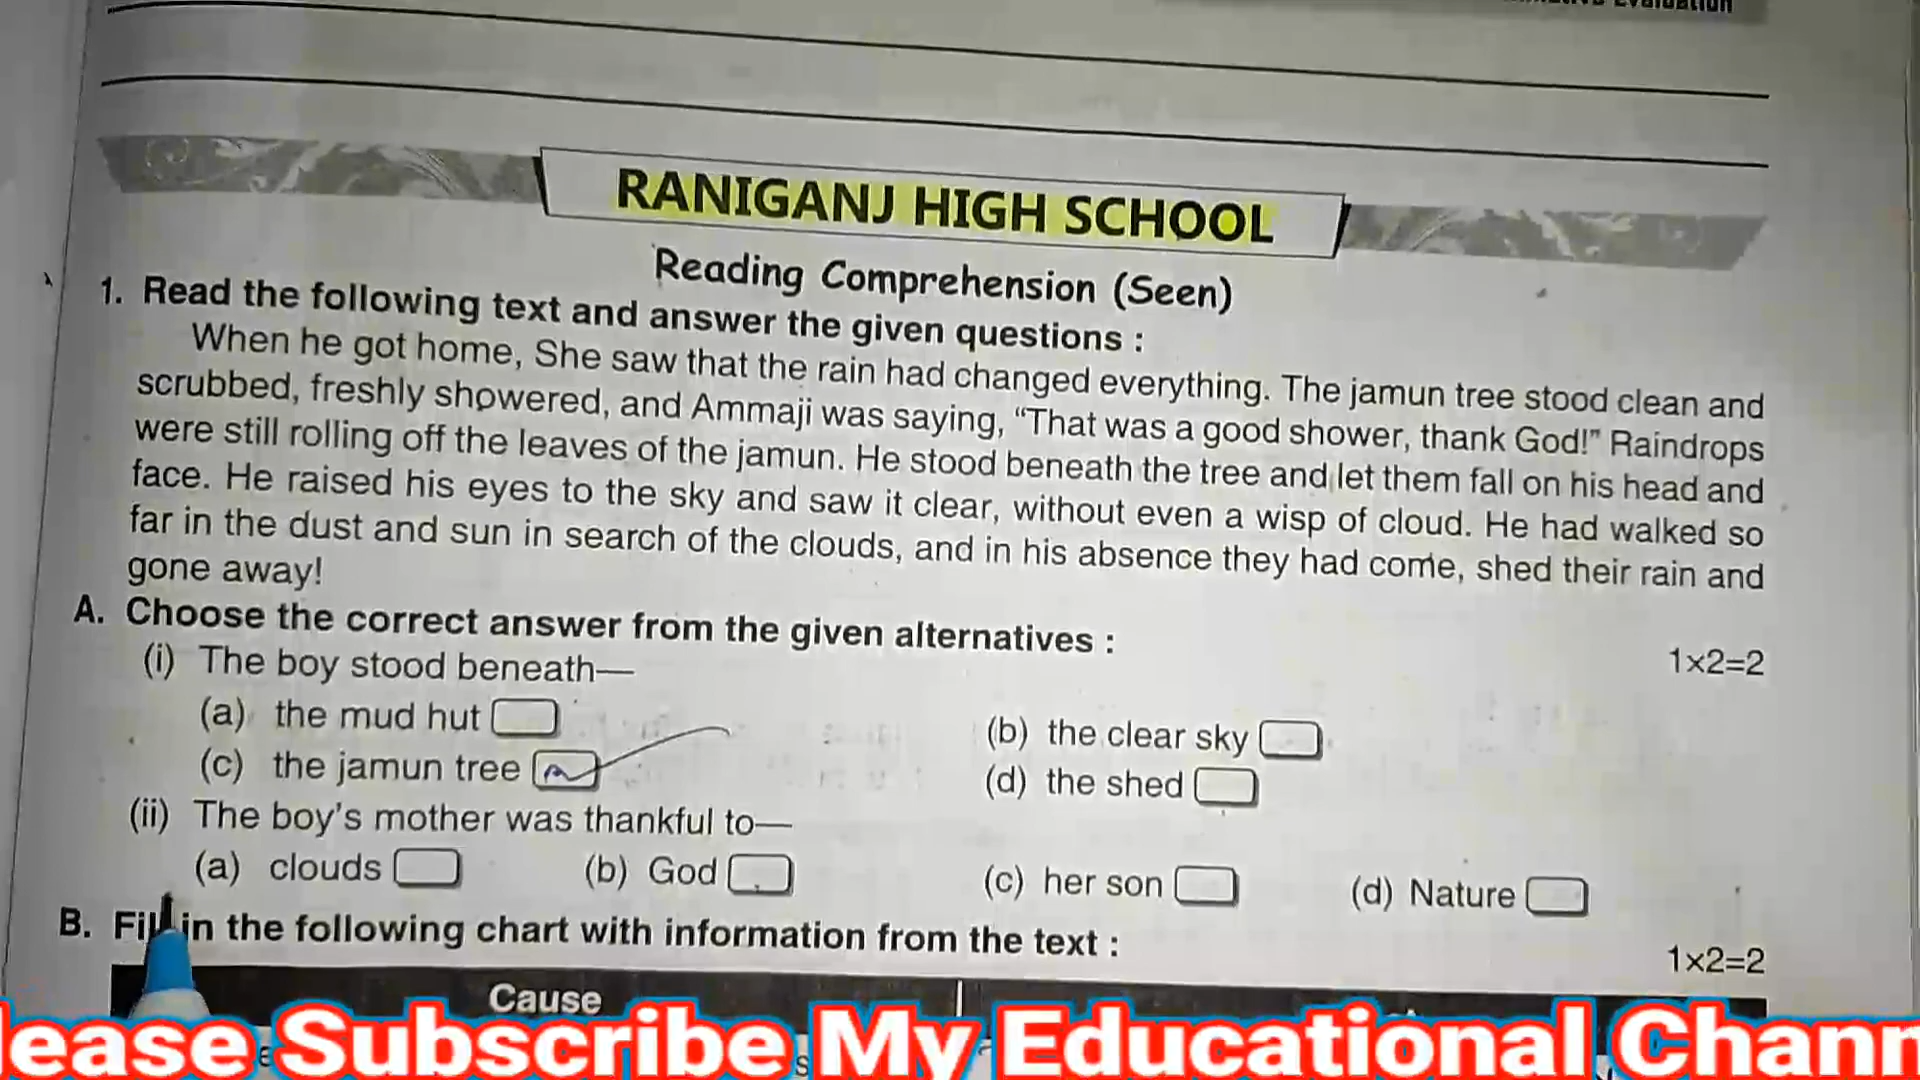 Evaluation
RANIGANJ HIGH SCHOOL
Reading Comprehension (Seen)
1. Read the following text and answer the given questions :
When he got home, She saw that the rain had changed everything. The jamun tree stood clean and
scrubbed, freshly showered, and Ammaji was saying, “That was a good shower, thank God!” Raindrops
were still rolling off the leaves of the jamun. He stood beneath the tree and let them fall on his head and
face. He raised his eyes to the sky and saw it clear, without even a wisp of cloud. He had walked so
far in the dust and sun in search of the clouds, and in his absence they had come, shed their rain and
gone away!
A. Choose the correct answer from the given alternatives : 1×2=2
(i) The boy stood beneath—
(a) the mud hut (b) the clear sky
(c) the jamun tree (d) the shed
(ii) The boy's mother was thankful to—
(a) clouds (b) God (c) her son (d) Nature
B. Fill in the following chart with information from the text : 1×2=2
Cause
lease Subscribe My Educational Chann